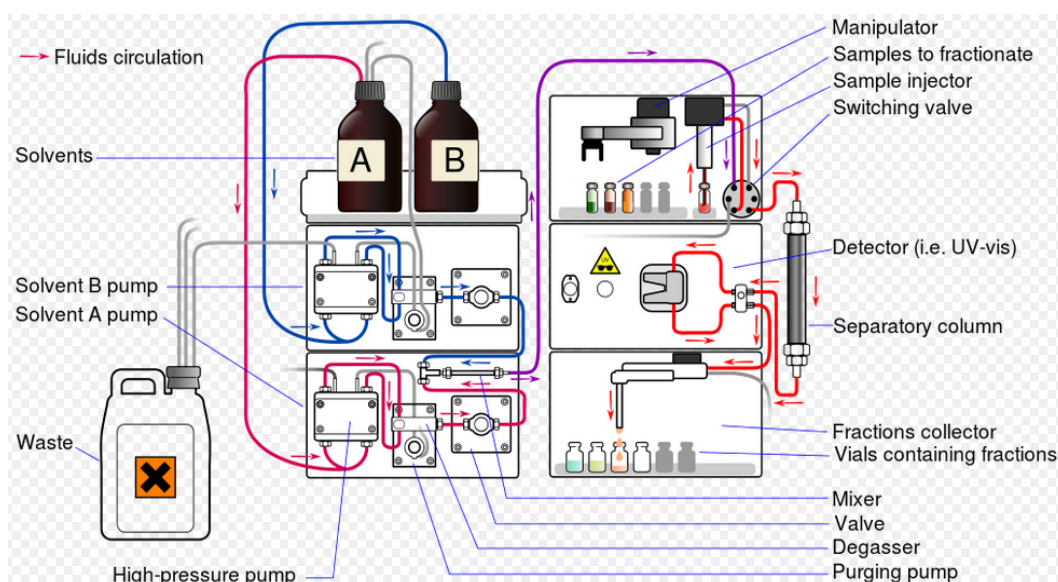 Fluids circulation
Manipulator
Samples to fractionate
Sample injector
Switching valve
Solvents
A
B
UV
Detector (i.e. UV-vis)
Solvent B pump
Solvent A pump
Separatory column
Waste
Fractions collector
Vials containing fractions
Mixer
Valve
Degasser
High-pressure pump
Purging pump